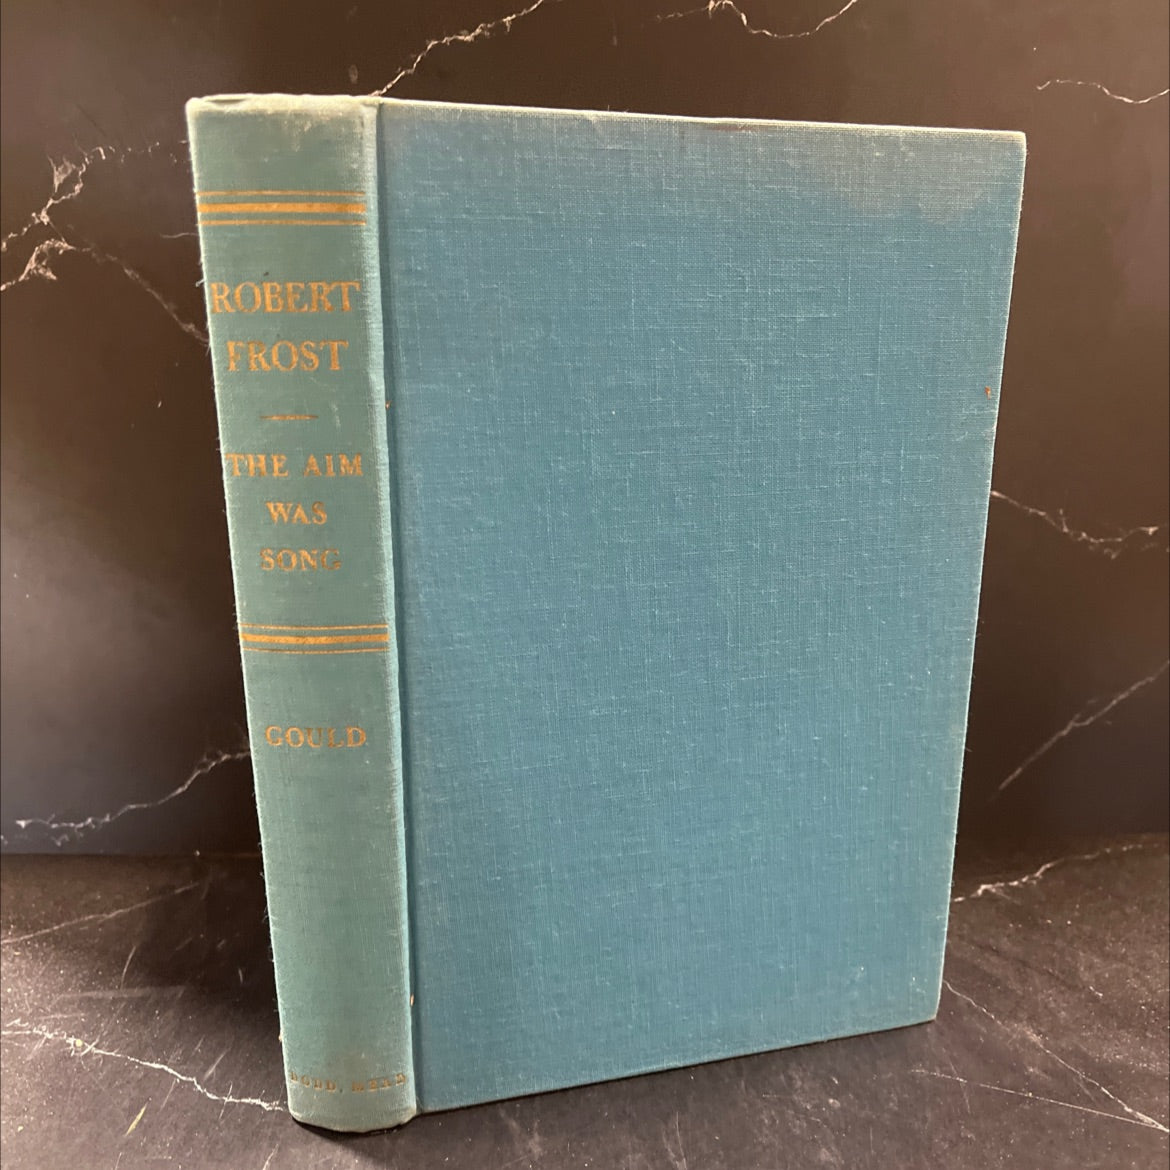 ROBERT
FROST
THE AIM
WAS
SONG
GOULD
DODD, MEAD